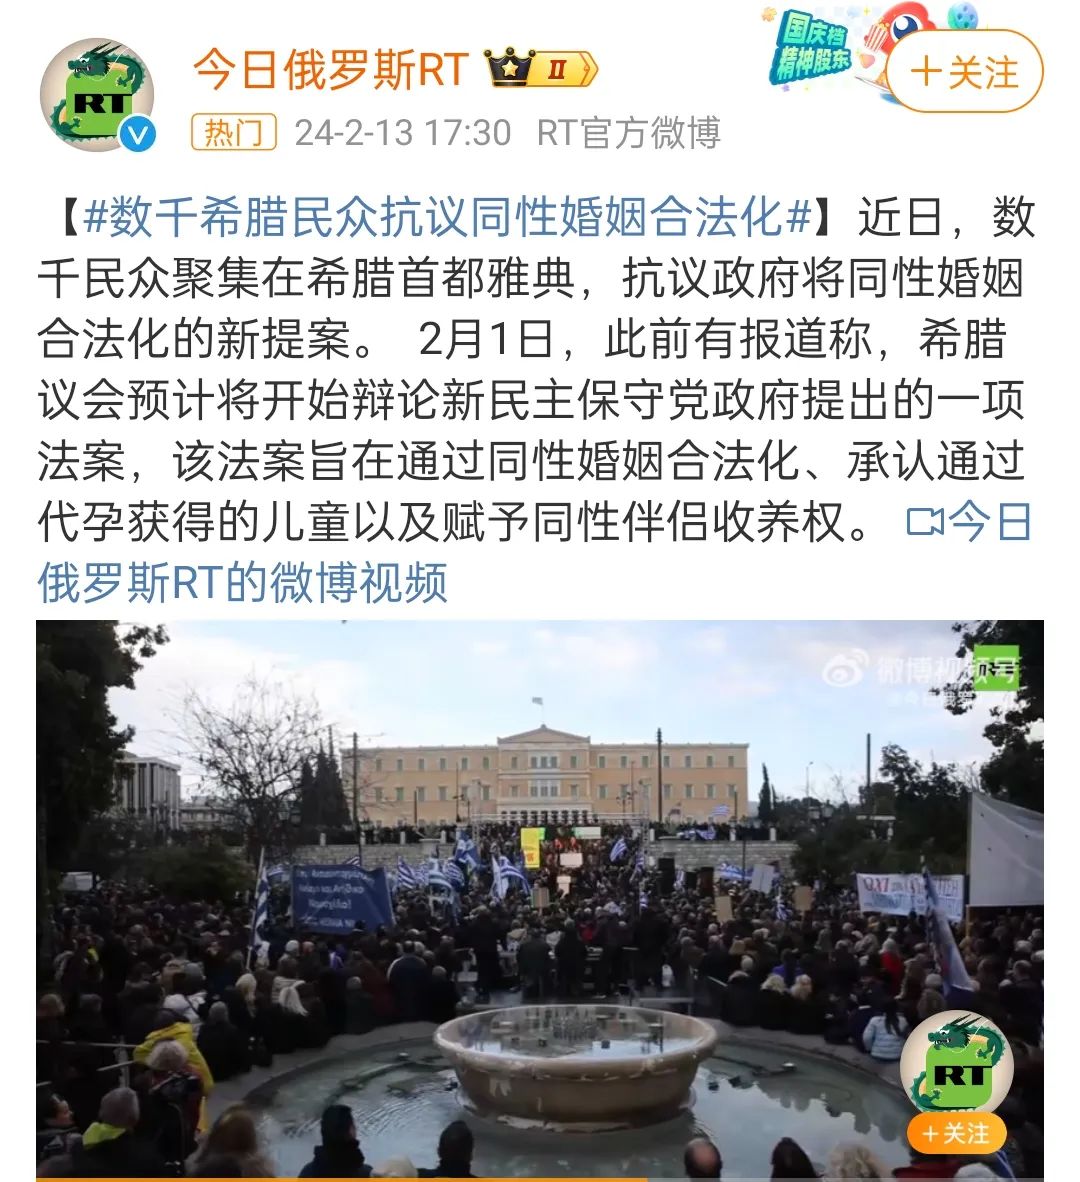 国庆档
精神股东
RT
今日俄罗斯RT
II
+关注
热门 24-2-13 17:30 RT官方微博
【#数千希腊民众抗议同性婚姻合法化#】近日，数
千民众聚集在希腊首都雅典，抗议政府将同性婚姻
合法化的新提案。 2月1日，此前有报道称，希腊
议会预计将开始辩论新民主保守党政府提出的一项
法案，该法案旨在通过同性婚姻合法化、承认通过
代孕获得的儿童以及赋予同性伴侣收养权。 今日
俄罗斯RT的微博视频
微博视频号
OXI
RT
+关注